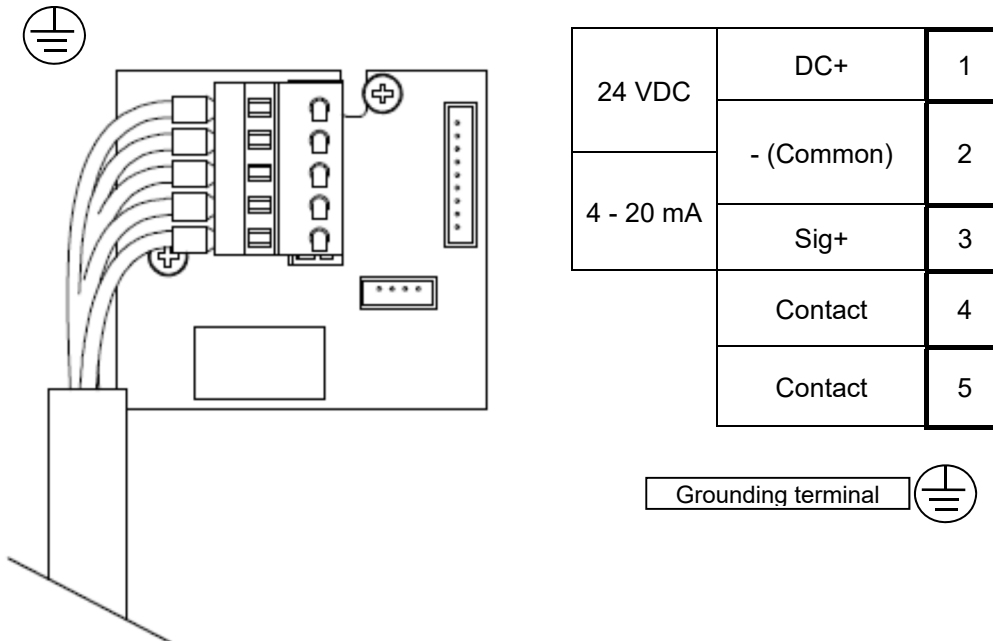 24 VDC
DC+
1
- (Common)
2
4 - 20 mA
Sig+
3
Contact
4
Contact
5
Grounding terminal